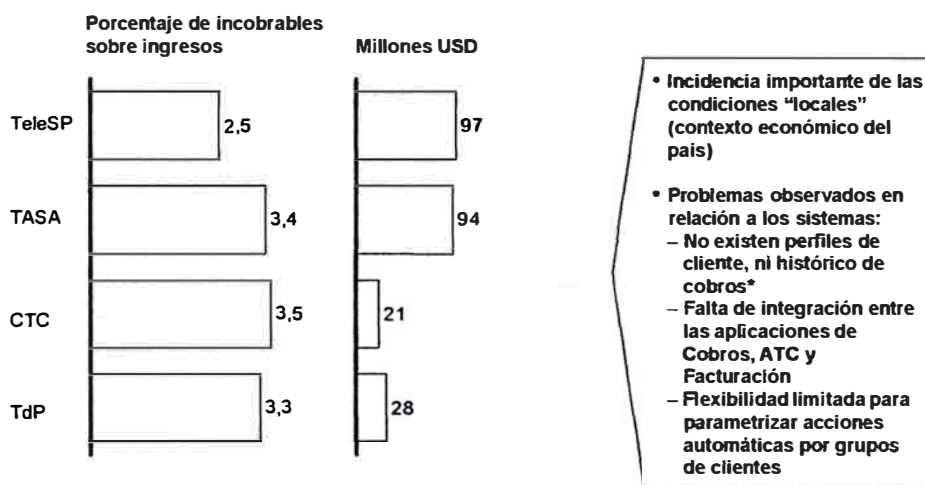 Porcentaje de incobrables
sobre ingresos
Millones USD
TeleSP
2,5
97
TASA
3,4
94
CTC
3,5
21
TdP
3,3
28
• Incidencia importante de las
condiciones "locales"
(contexto económico del
pais)
• Problemas observados en
relación a los sistemas:
– No existen perfiles de
cliente, ni histórico de
cobros*
– Falta de integración entre
las aplicaciones de
Cobros, ATC y
Facturación
– Flexibilidad limitada para
parametrizar acciones
automáticas por grupos
de clientes